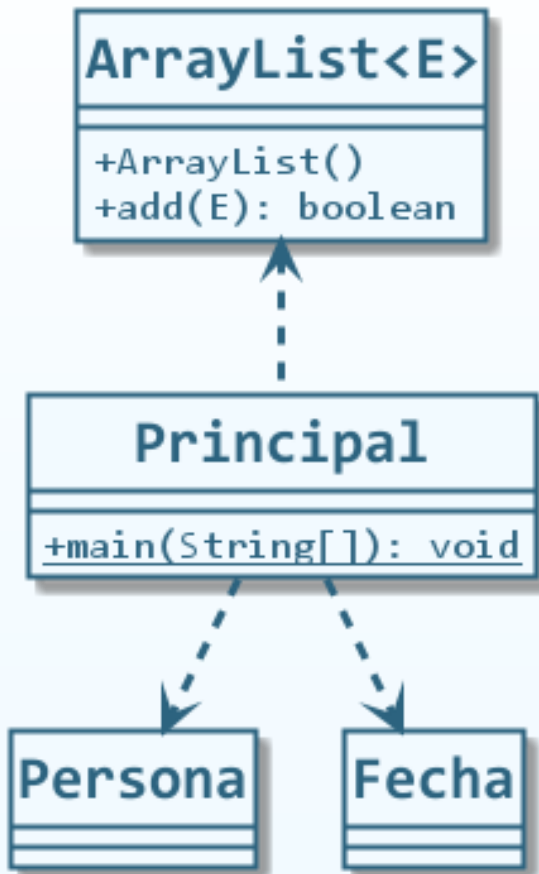 ArrayList<E>
+ArrayList()
+add(E): boolean
Principal
+main(String[]): void
Persona
Fecha